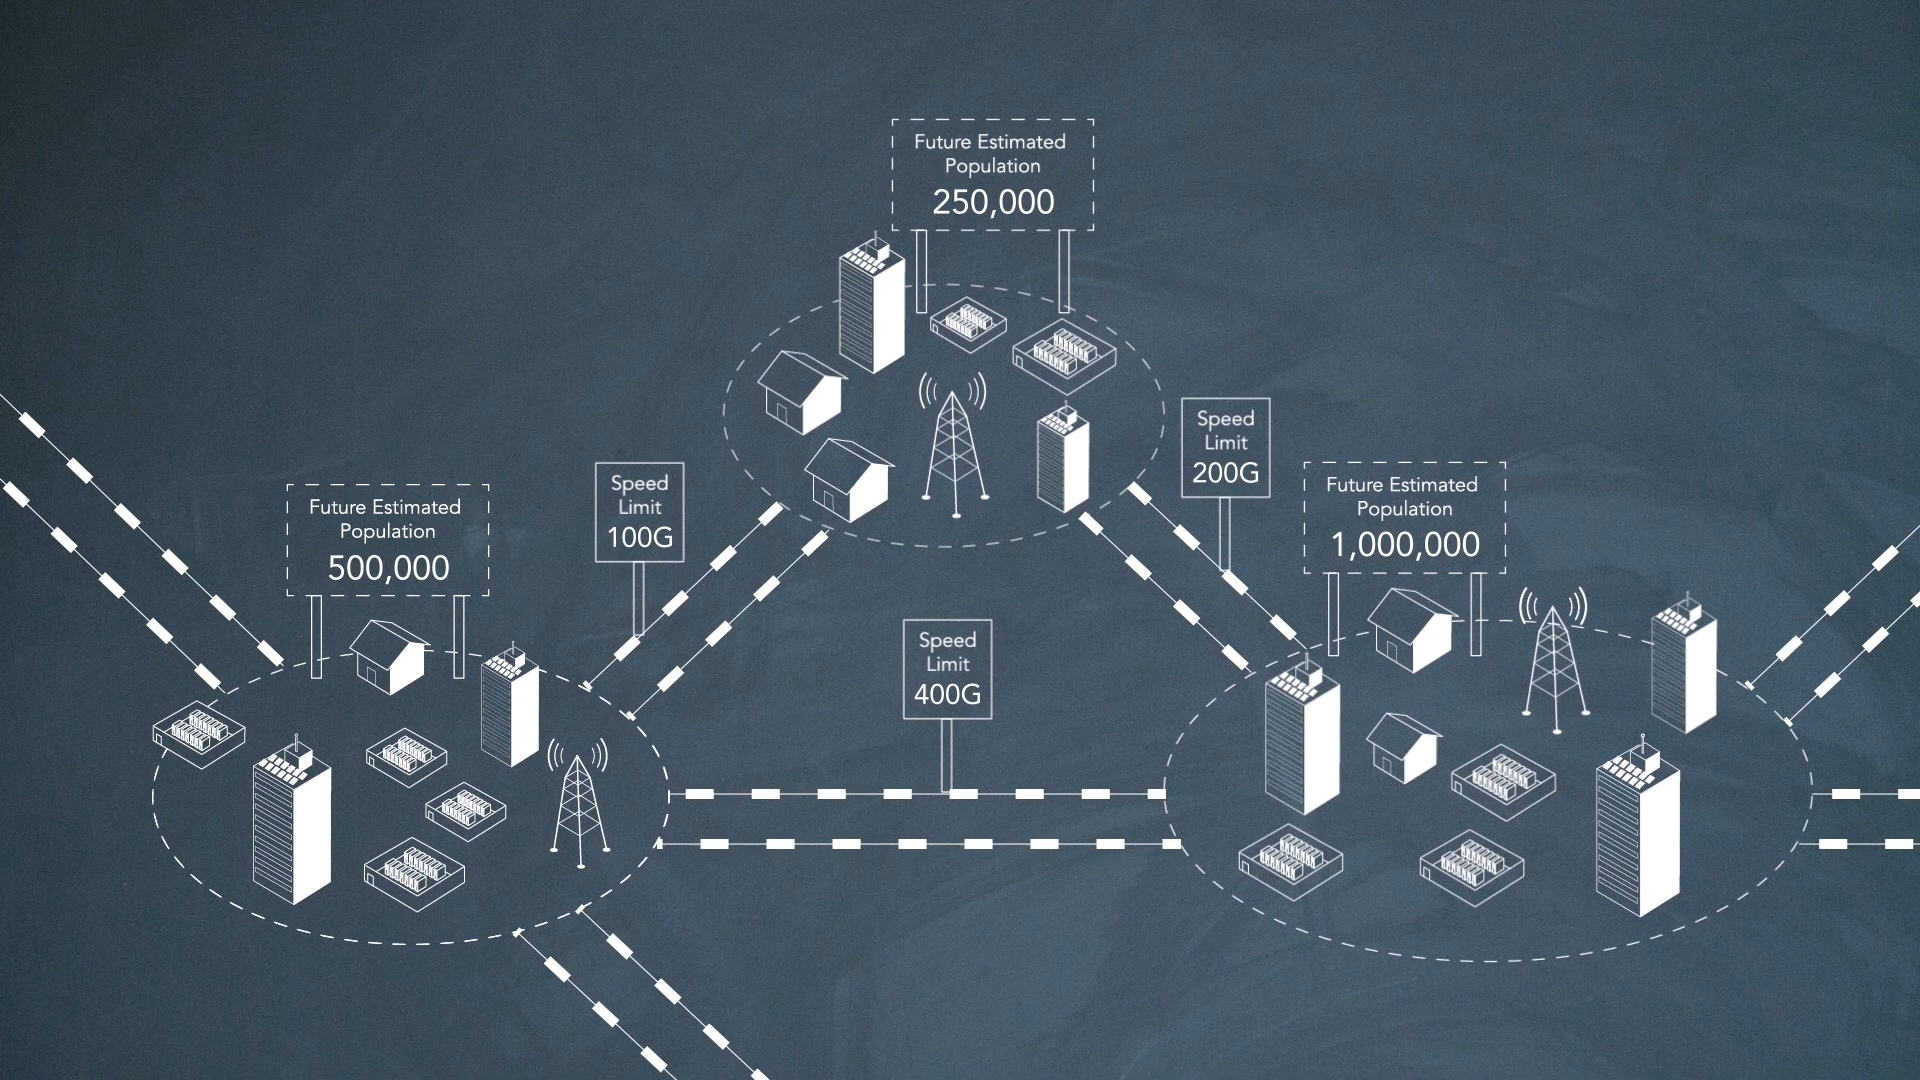 Future Estimated
Population
250,000
Speed
Limit
200G
Speed
Limit
100G
Future Estimated
Population
500,000
Future Estimated
Population
1,000,000
Speed
Limit
400G